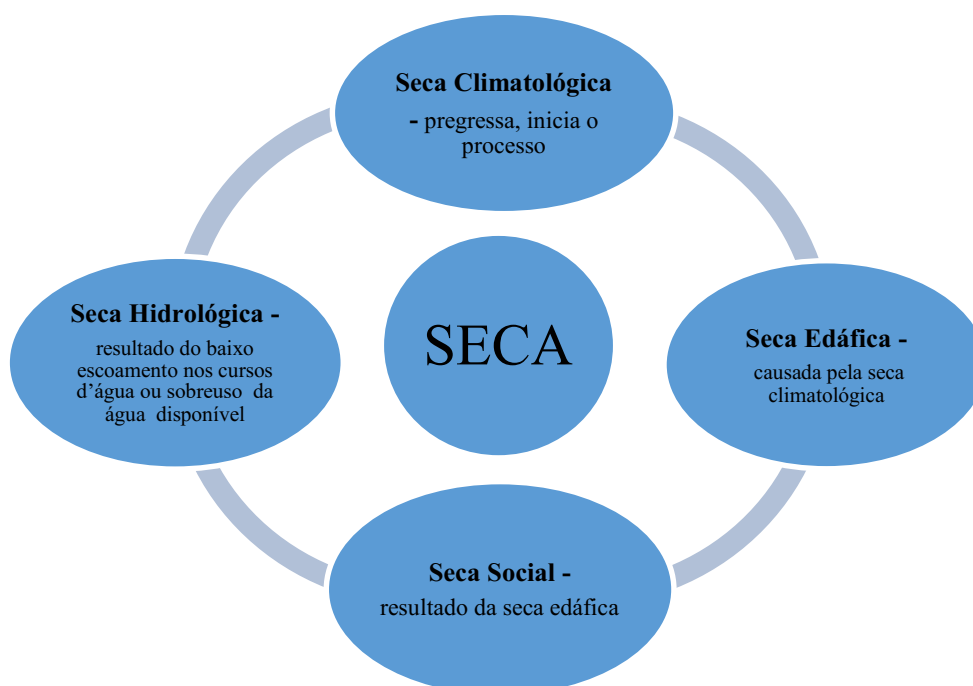 Seca Climatológica
- pregressa, inicia o
processo
Seca Hidrológica -
resultado do baixo
escoamento nos cursos
d’água ou sobreuso da
água disponível
SECA
Seca Edáfica -
causada pela seca
climatológica
Seca Social -
resultado da seca edáfica